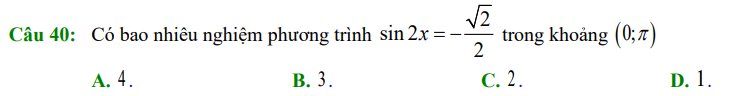 Câu 40: Có bao nhiêu nghiệm phương trình sin 2x = -√2/2 trong khoảng (0;π)
A. 4. B. 3. C. 2. D. 1.